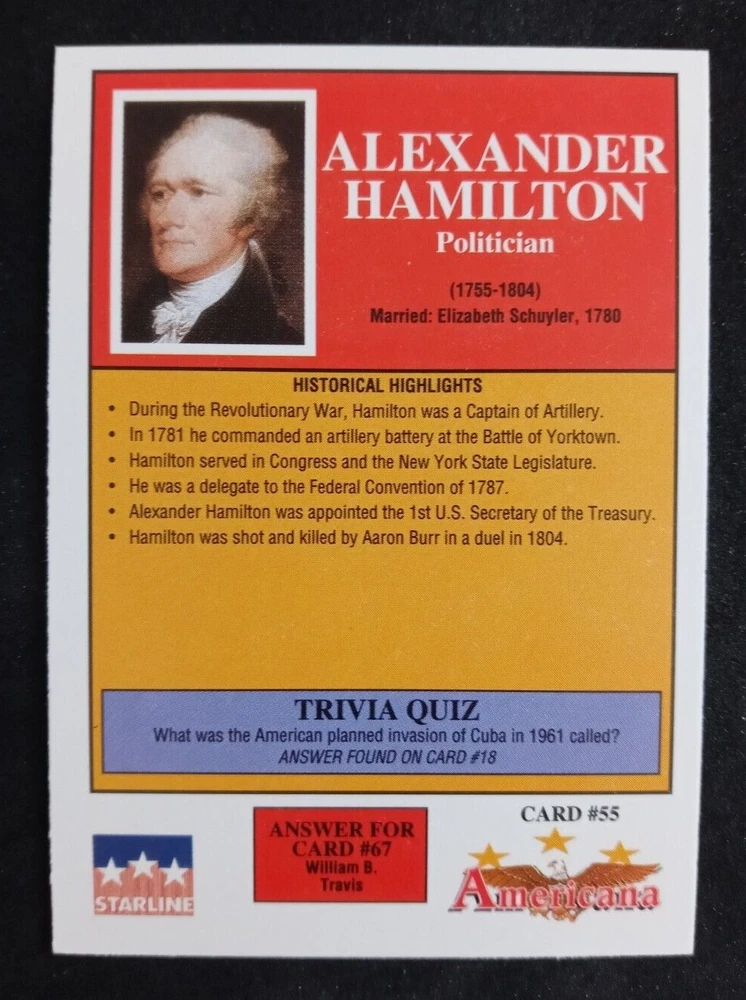 ALEXANDER
HAMILTON
Politician
(1755-1804)
Married: Elizabeth Schuyler, 1780
HISTORICAL HIGHLIGHTS
• During the Revolutionary War, Hamilton was a Captain of Artillery.
• In 1781 he commanded an artillery battery at the Battle of Yorktown.
• Hamilton served in Congress and the New York State Legislature.
• He was a delegate to the Federal Convention of 1787.
• Alexander Hamilton was appointed the 1st U.S. Secretary of the Treasury.
• Hamilton was shot and killed by Aaron Burr in a duel in 1804.
TRIVIA QUIZ
What was the American planned invasion of Cuba in 1961 called?
ANSWER FOUND ON CARD #18
STARLINE
ANSWER FOR
CARD #67
William B.
Travis
CARD #55
Americana